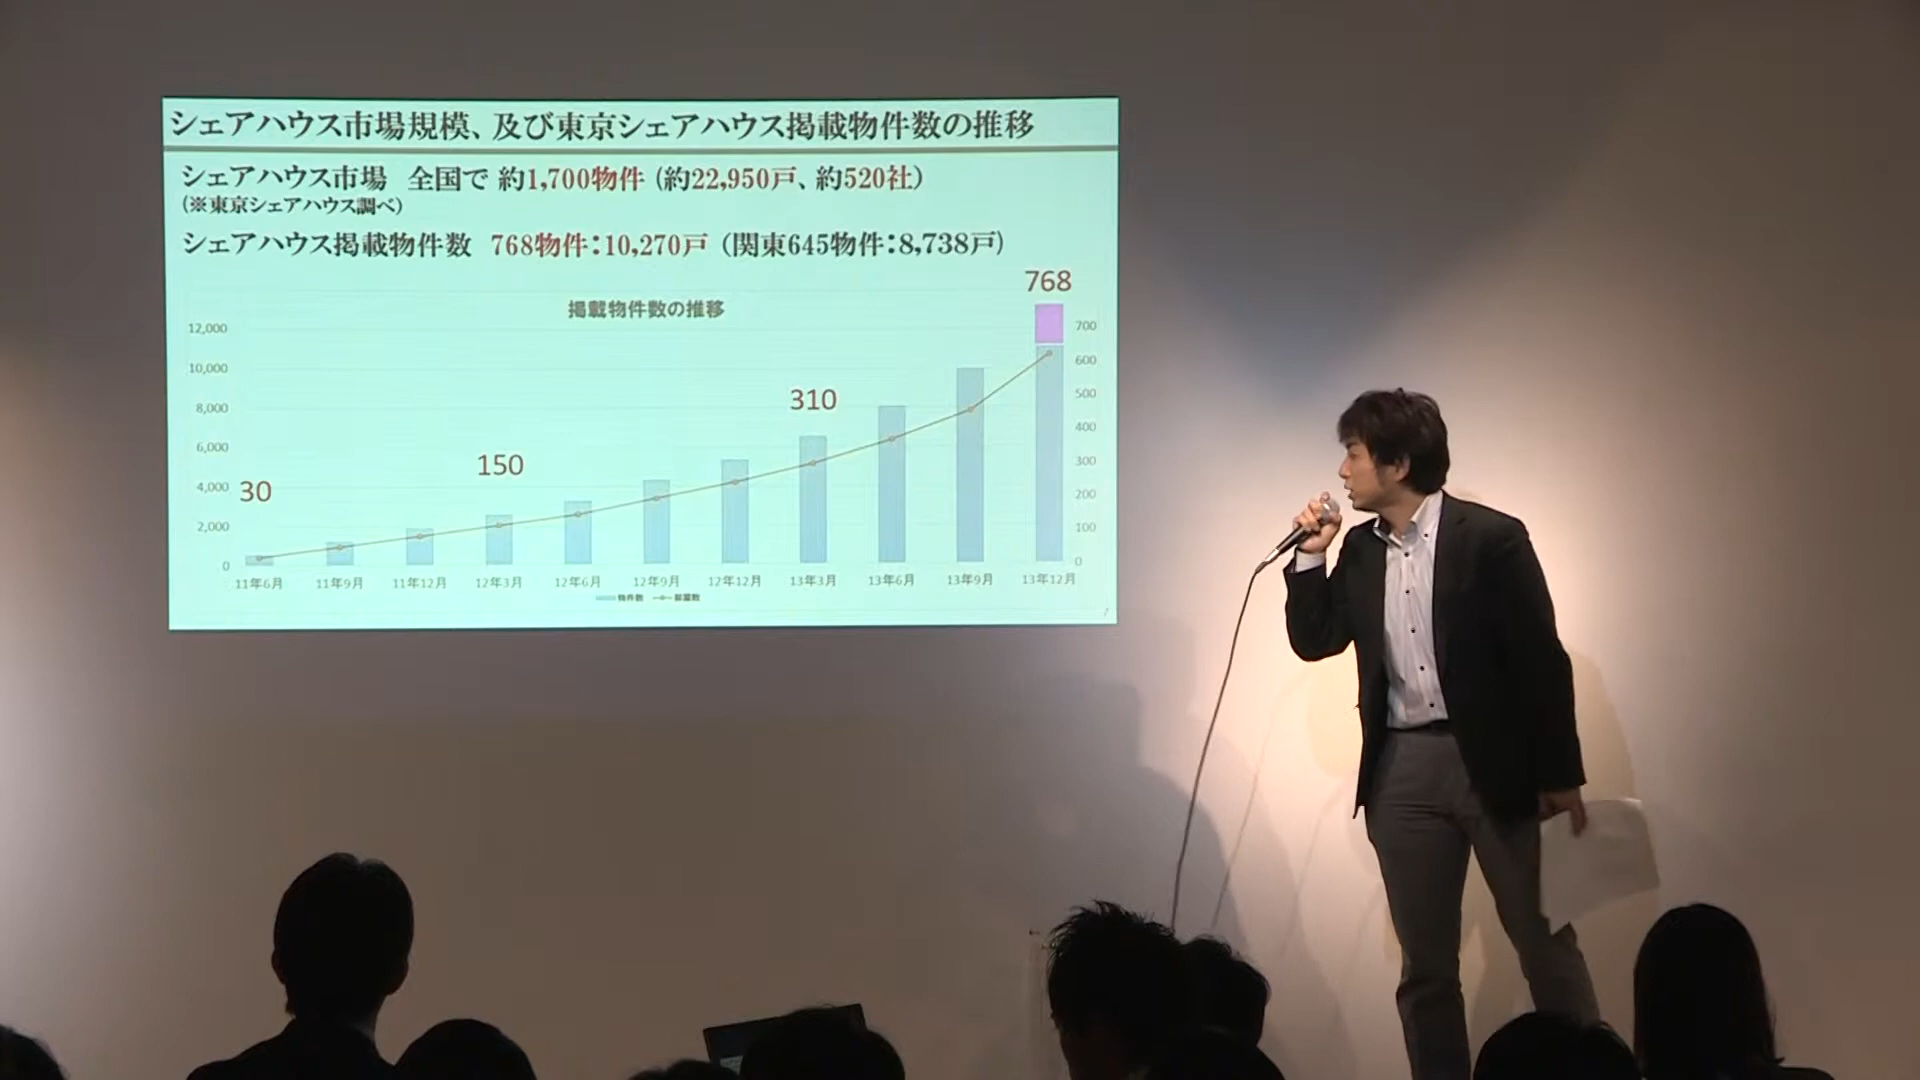 シェアハウス市場規模、及び東京シェアハウス掲載物件数の推移
シェアハウス市場 全国で 約1,700物件（約22,950戸、約520社）
（※東京シェアハウス調べ）
シェアハウス掲載物件数 768物件：10,270戸（関東645物件：8,738戸）
768
掲載物件数の推移
12,000
10,000
8,000
6,000
4,000
2,000
0
700
600
500
400
300
200
100
0
30
150
310
11年6月 11年9月 11年12月 12年3月 12年6月 12年9月 12年12月 13年3月 13年6月 13年9月 13年12月
物件数 部屋数